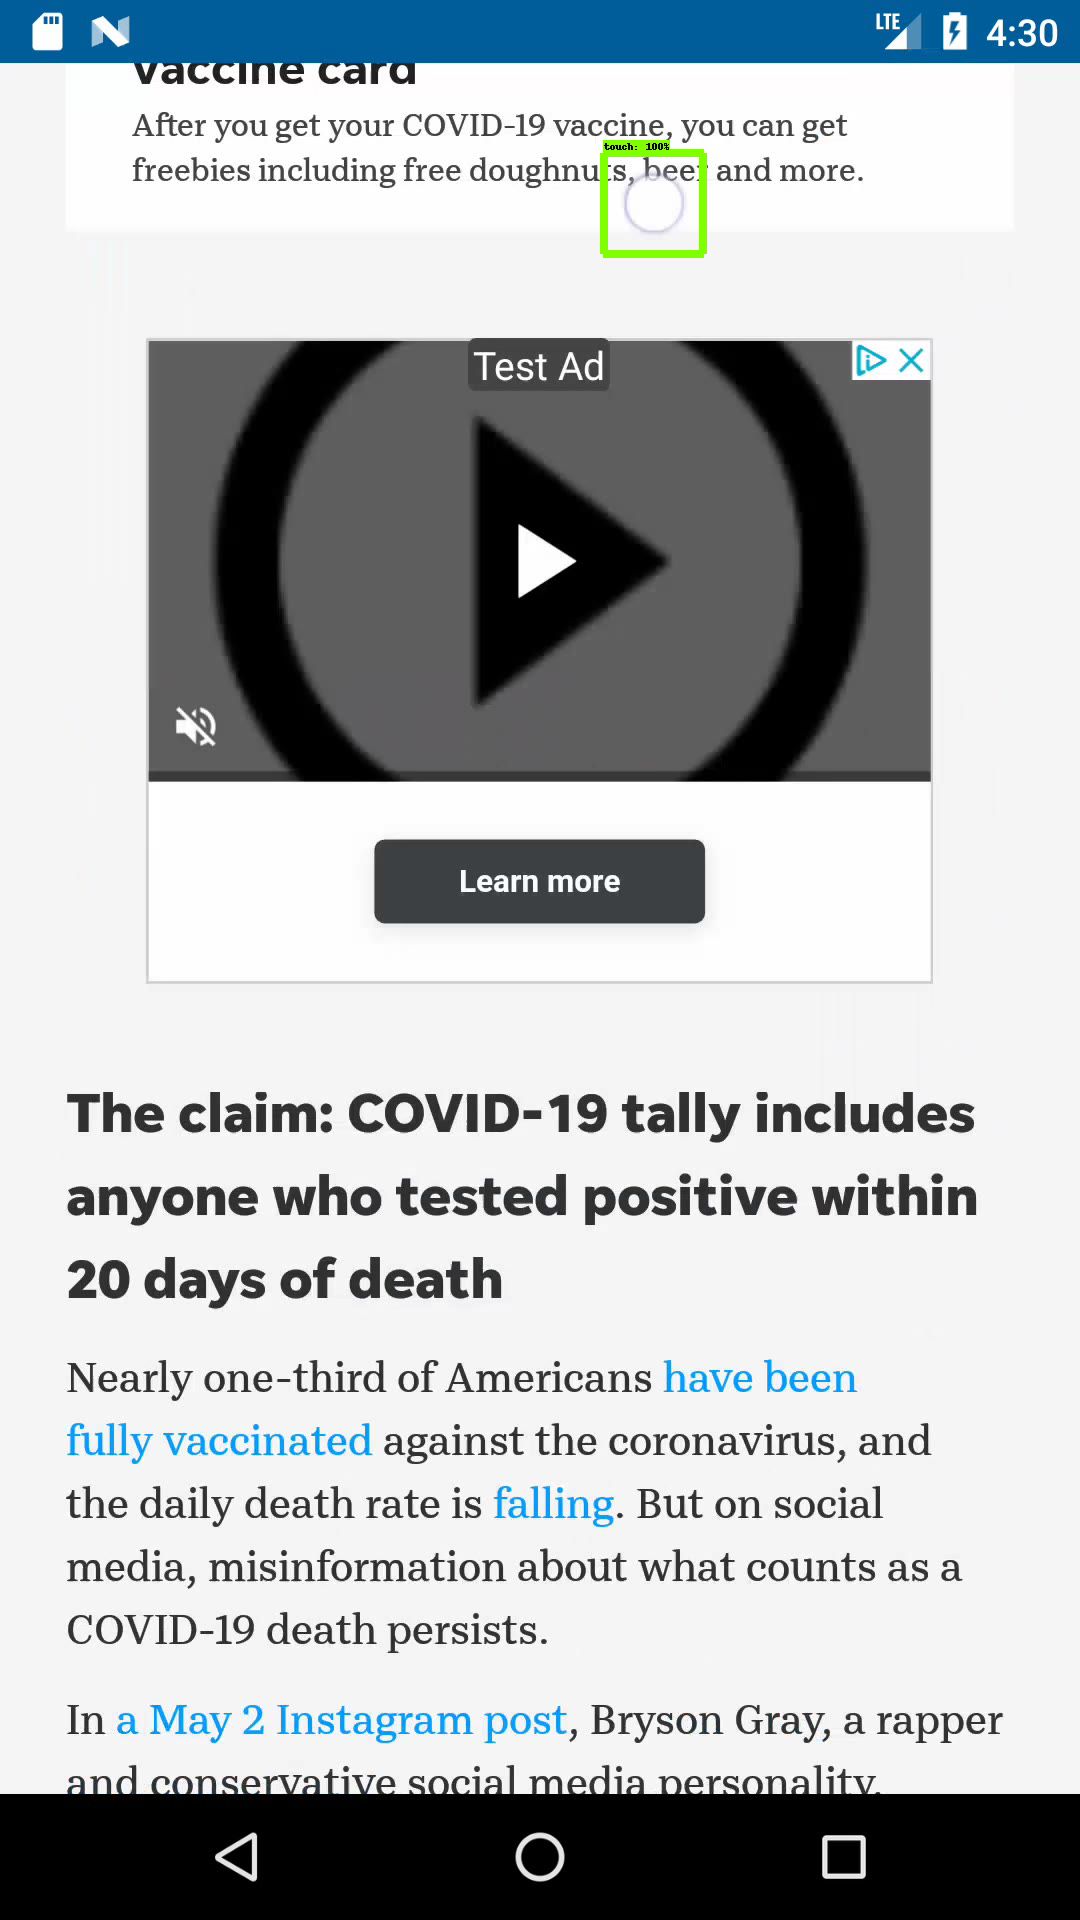 LTE 4:30
vaccine card
After you get your COVID-19 vaccine, you can get
touch: 100%
freebies including free doughnuts, beer and more.
Test Ad
Learn more
The claim: COVID-19 tally includes
anyone who tested positive within
20 days of death
Nearly one-third of Americans have been
fully vaccinated against the coronavirus, and
the daily death rate is falling. But on social
media, misinformation about what counts as a
COVID-19 death persists.
In a May 2 Instagram post, Bryson Gray, a rapper
and conservative social media personality,